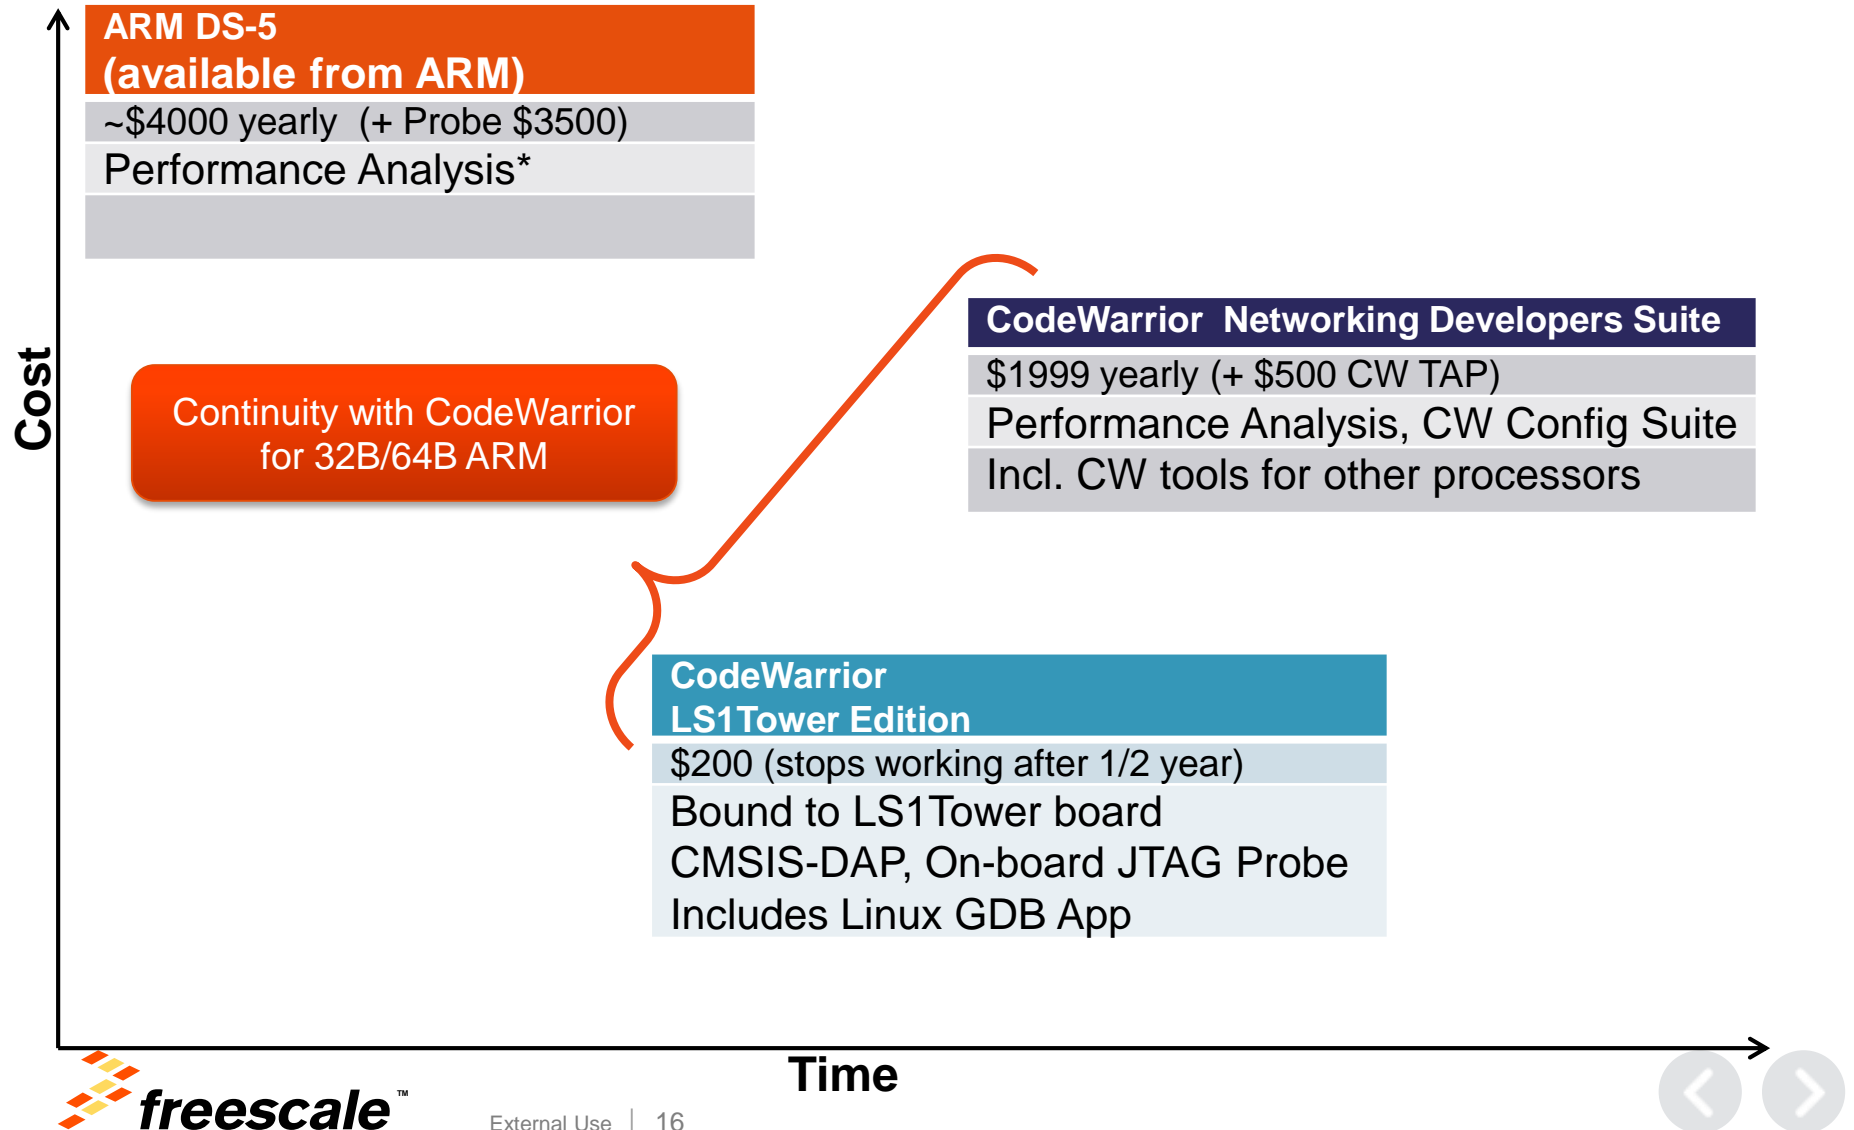 ARM DS-5
(available from ARM)
~$4000 yearly (+ Probe $3500)
Performance Analysis*
Cost
Continuity with CodeWarrior
for 32B/64B ARM
CodeWarrior Networking Developers Suite
$1999 yearly (+ $500 CW TAP)
Performance Analysis, CW Config Suite
Incl. CW tools for other processors
CodeWarrior
LS1Tower Edition
$200 (stops working after 1/2 year)
Bound to LS1Tower board
CMSIS-DAP, On-board JTAG Probe
Includes Linux GDB App
Time
freescale™
External Use | 16